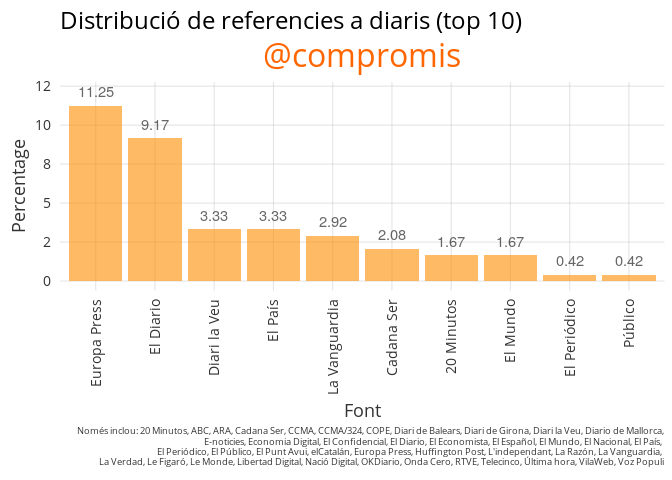 Distribució de referencies a diaris (top 10)
@compromis
12
10
8
5
2
0
Percentage
11.25
9.17
3.33
3.33
2.92
2.08
1.67
1.67
0.42
0.42
Europa Press
El Diario
Diari la Veu
El País
La Vanguardia
Cadana Ser
20 Minutos
El Mundo
El Periódico
Público
Font
Només inclou: 20 Minutos, ABC, ARA, Cadana Ser, CCMA, CCMA/324, COPE, Diari de Balears, Diari de Girona, Diari la Veu, Diario de Mallorca,
E-noticies, Economia Digital, El Confidencial, El Diario, El Economista, El Español, El Mundo, El Nacional, El País,
El Periódico, El Público, El Punt Avui, elCatalán, Europa Press, Huffington Post, L'independant, La Razón, La Vanguardia,
La Verdad, Le Figaró, Le Monde, Libertad Digital, Nació Digital, OKDiario, Onda Cero, RTVE, Telecinco, Última hora, VilaWeb, Voz Populi